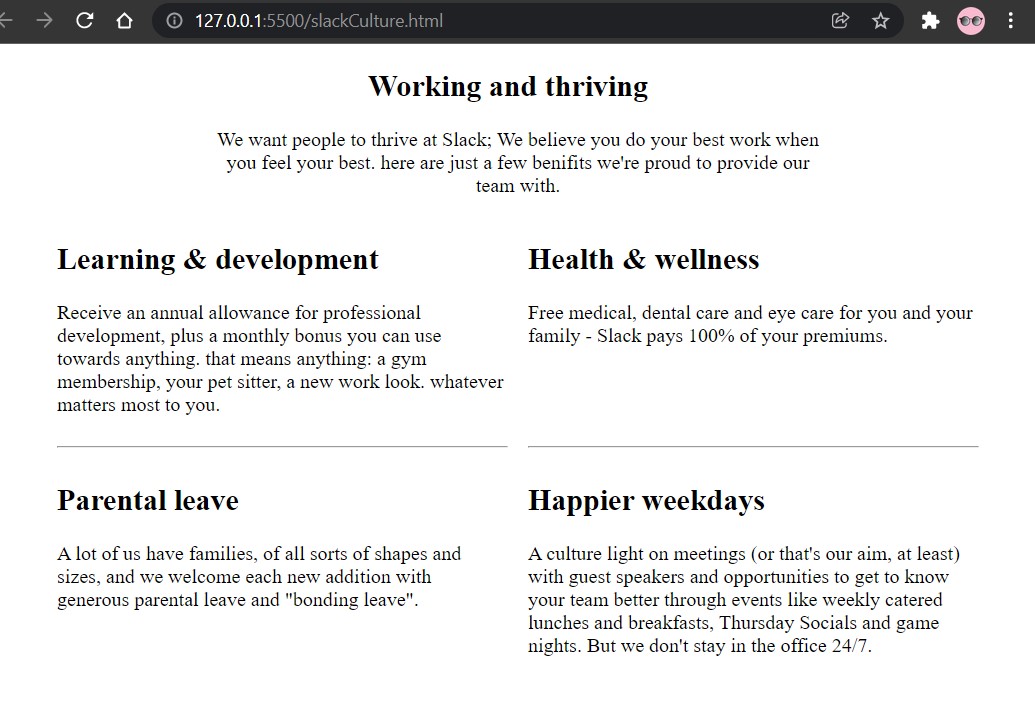 127.0.0.1:5500/slackCulture.html
Working and thriving
We want people to thrive at Slack; We believe you do your best work when
you feel your best. here are just a few benifits we're proud to provide our
team with.
Learning & development
Receive an annual allowance for professional
development, plus a monthly bonus you can use
towards anything. that means anything: a gym
membership, your pet sitter, a new work look. whatever
matters most to you.
Health & wellness
Free medical, dental care and eye care for you and your
family - Slack pays 100% of your premiums.
Parental leave
A lot of us have families, of all sorts of shapes and
sizes, and we welcome each new addition with
generous parental leave and "bonding leave".
Happier weekdays
A culture light on meetings (or that's our aim, at least)
with guest speakers and opportunities to get to know
your team better through events like weekly catered
lunches and breakfasts, Thursday Socials and game
nights. But we don't stay in the office 24/7.